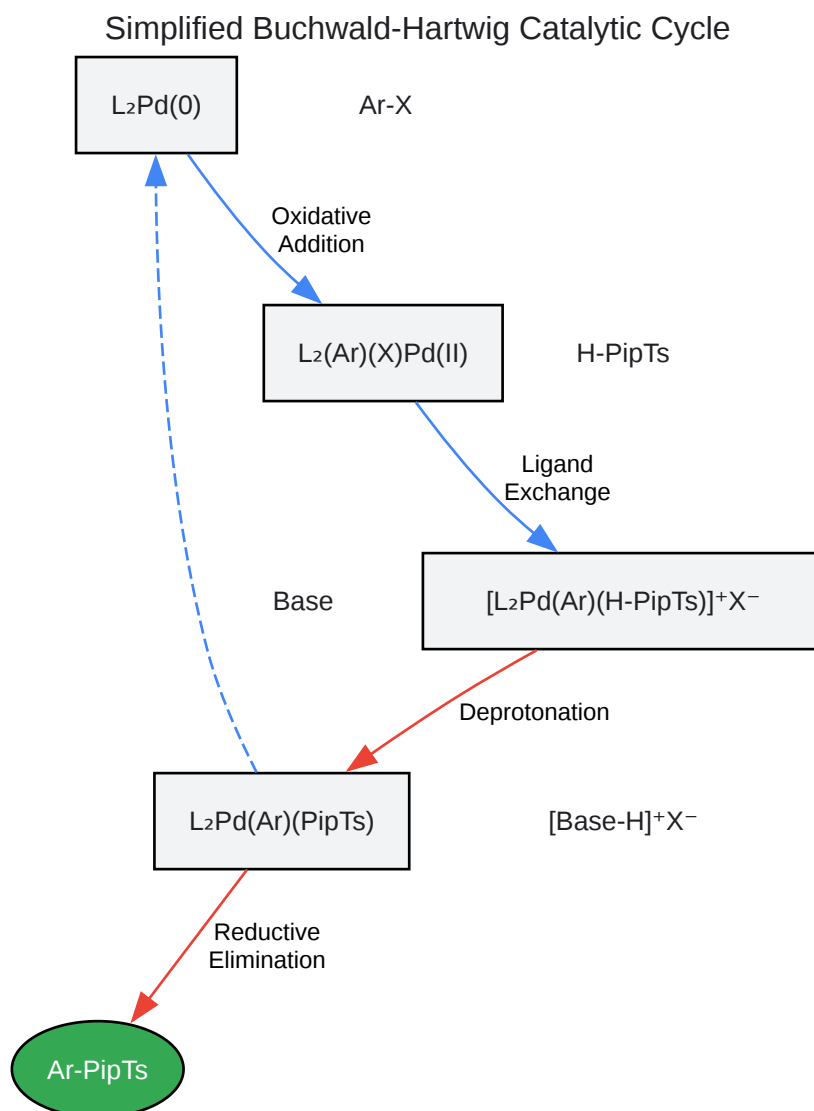 Simplified Buchwald-Hartwig Catalytic Cycle
L₂Pd(0)
Ar-X
Oxidative
Addition
L₂(Ar)(X)Pd(II)
H-PipTs
Ligand
Exchange
Base
[L₂Pd(Ar)(H-PipTs)]⁺X⁻
Deprotonation
L₂Pd(Ar)(PipTs)
[Base-H]⁺X⁻
Reductive
Elimination
Ar-PipTs